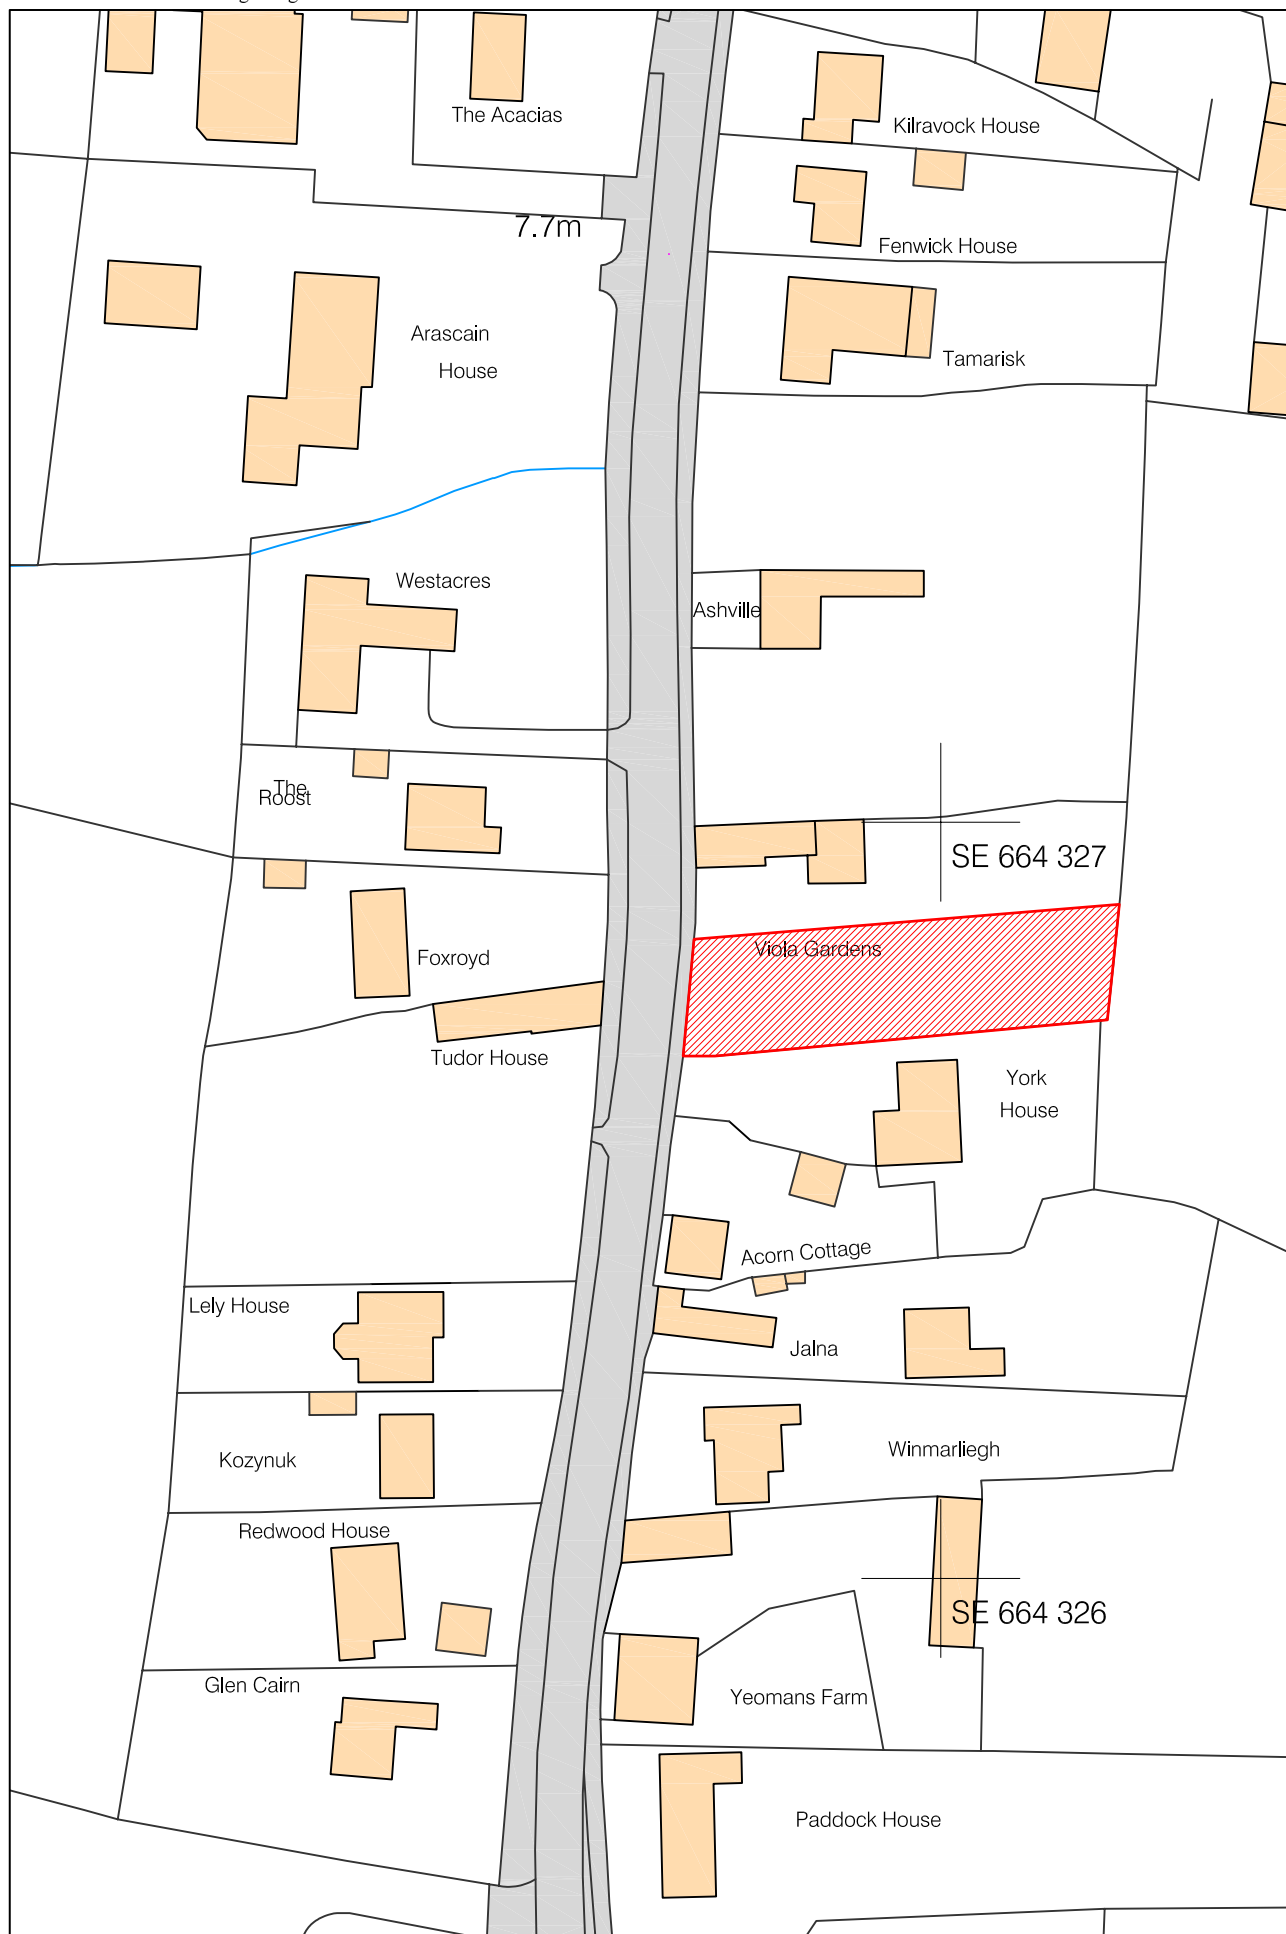 The Acacias
Kilravock House
7.7m
Fenwick House
Arascain
House
Tamarisk
Westacres
Ashville
The
Roost
SE 664 327
Viola Gardens
Foxroyd
Tudor House
York
House
Acorn Cottage
Lely House
Jalna
Winmarliegh
Kozynuk
Redwood House
SE 664 326
Glen Cairn
Yeomans Farm
Paddock House